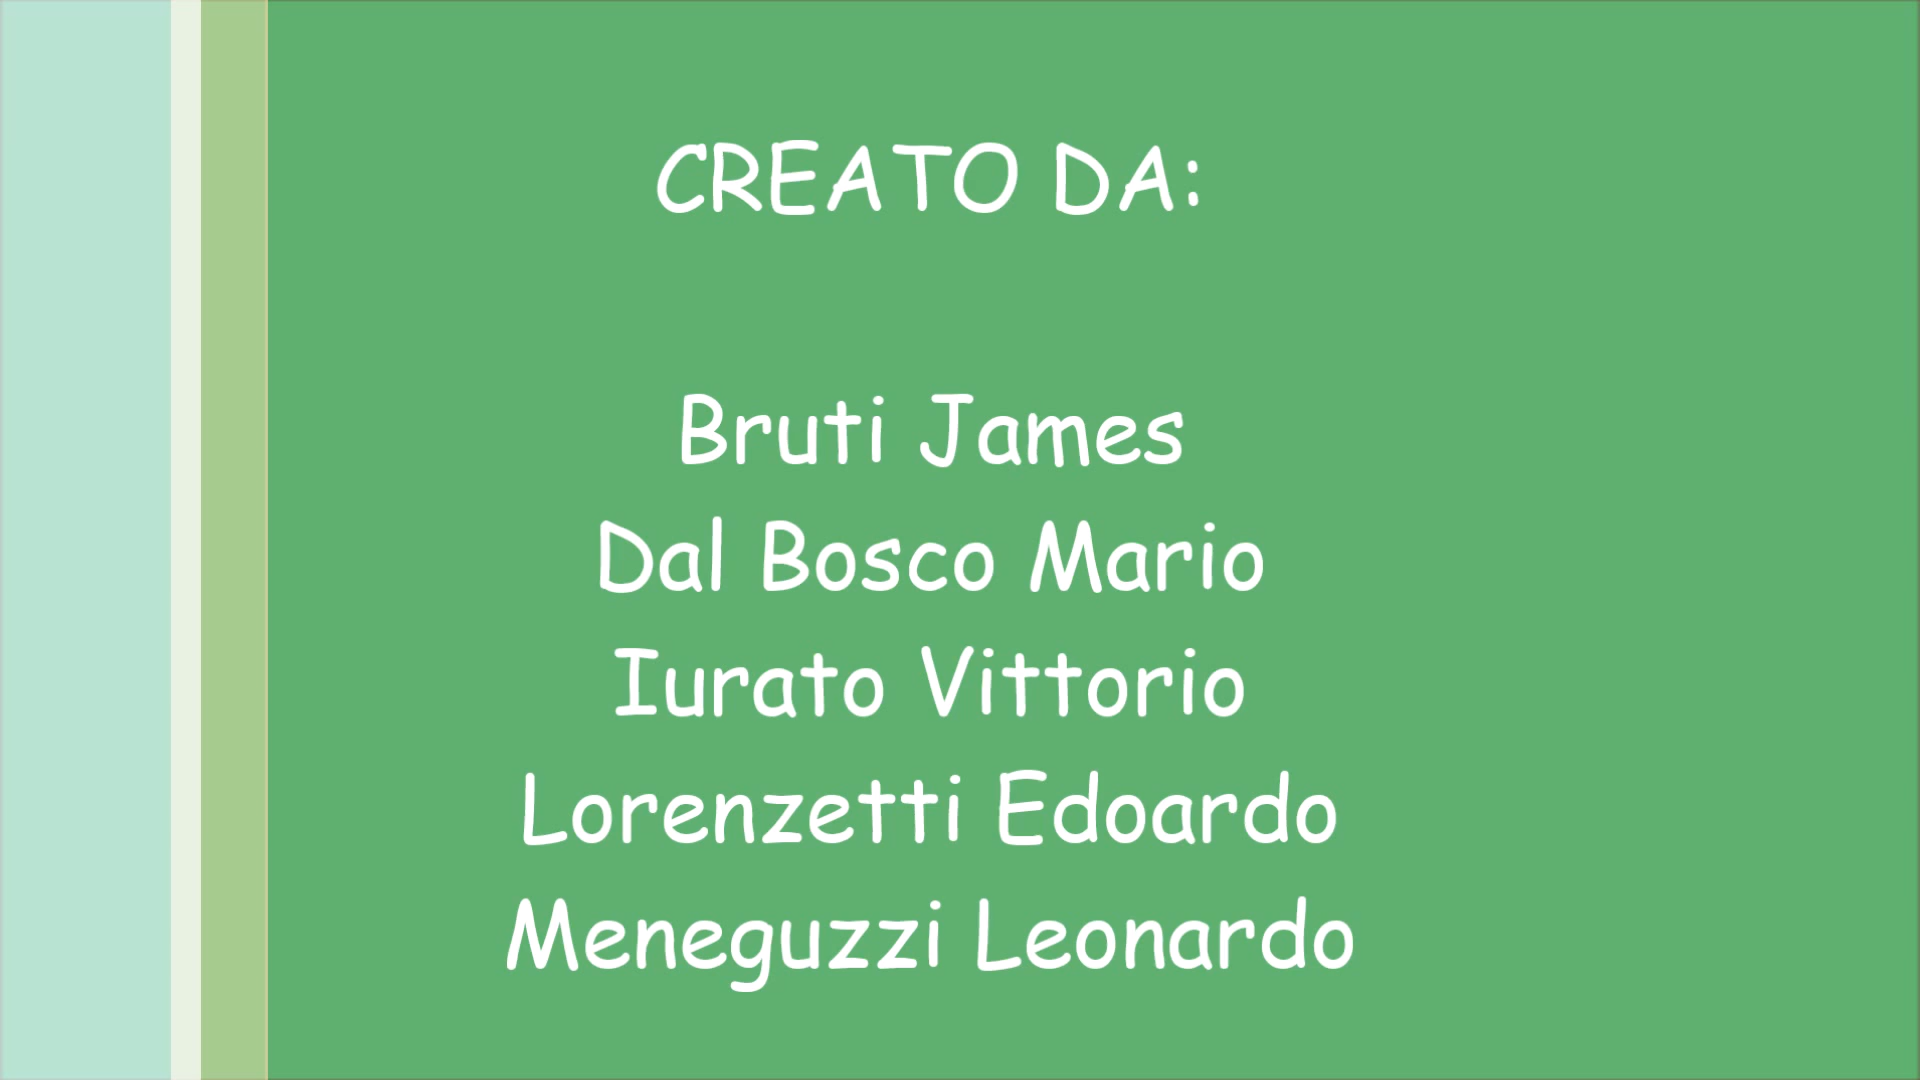 CREATO DA:
Bruti James
Dal Bosco Mario
Iurato Vittorio
Lorenzetti Edoardo
Meneguzzi Leonardo